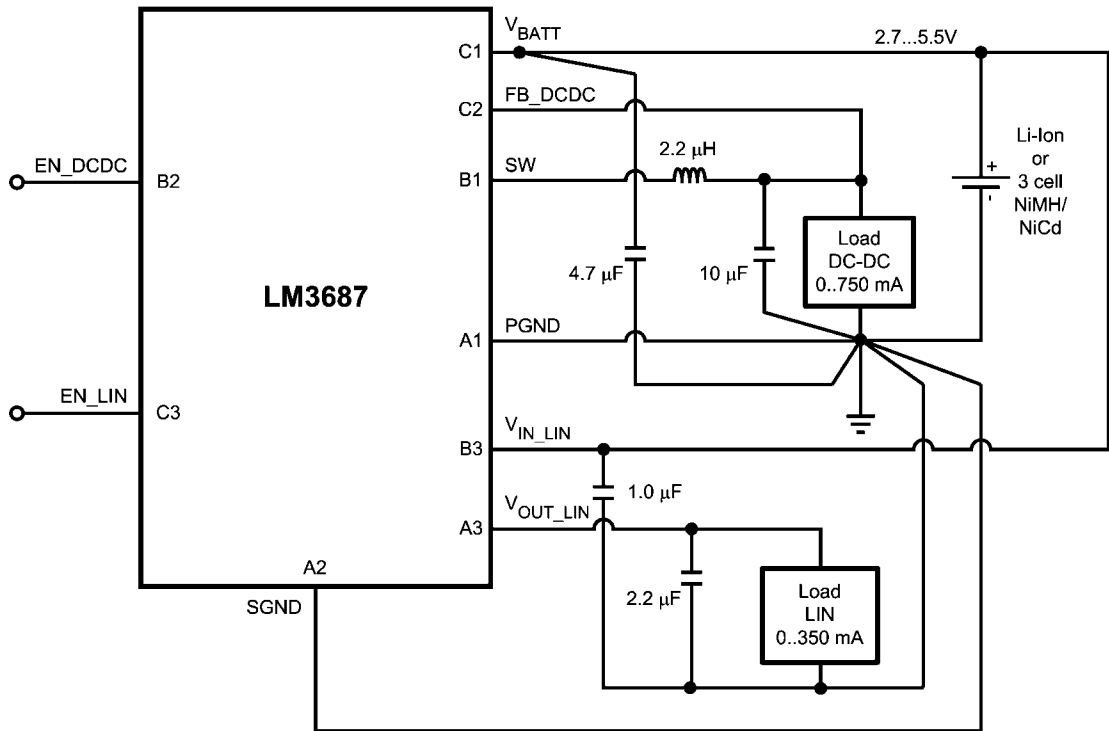 V_BATT
C1
2.7...5.5V
C2
FB_DCDC
EN_DCDC
B2
B1
SW
2.2 μH
Li-Ion
or
3 cell
NiMH/
NiCd
+
-
4.7 μF
10 μF
Load
DC-DC
0..750 mA
LM3687
A1
PGND
EN_LIN
C3
V_IN_LIN
B3
1.0 μF
V_OUT_LIN
A3
A2
SGND
2.2 μF
Load
LIN
0..350 mA